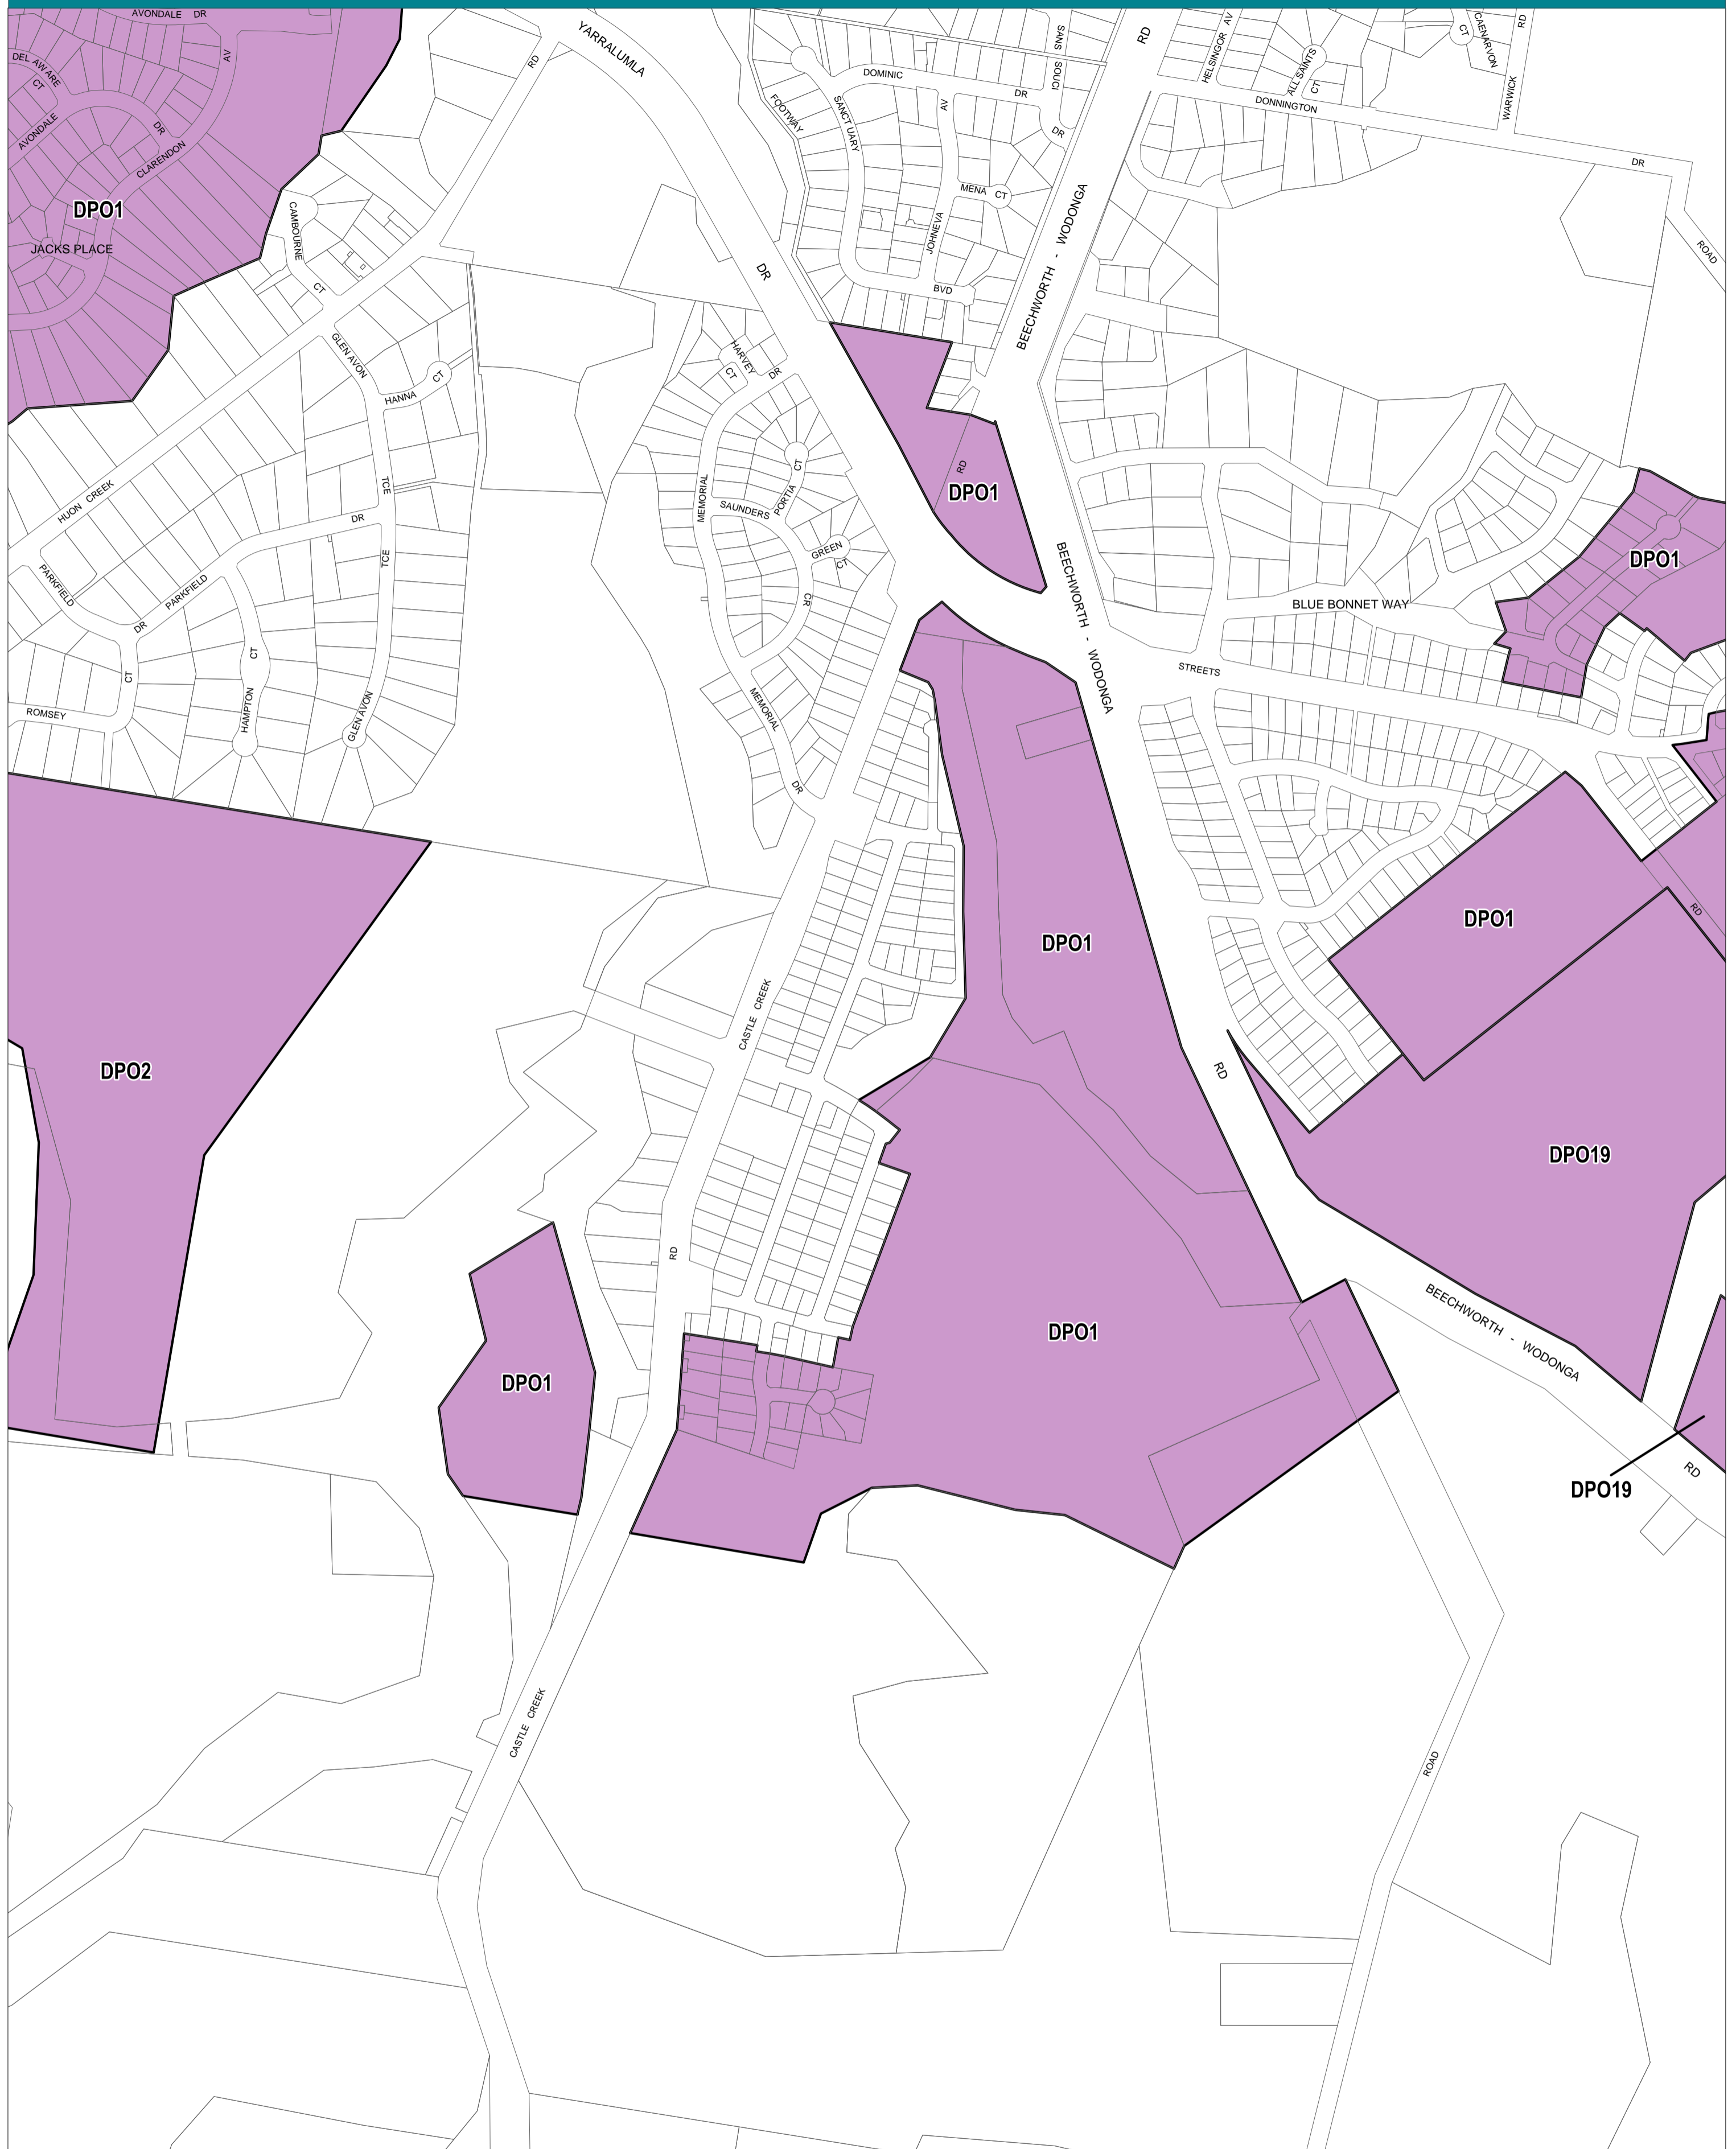 AVONDALE DR
AV
DELAWARE
CT
AVONDALE
DR
CLARENDON
DPO1
JACKS PLACE
CAMBOURNE
CT
RD
YARRALUMLA
DR
FOOTWAY
SANCTUARY
DOMINIC
DR
SANS SOUCI
DR
AV
MENA CT
JOHNEVA
BVD
RD
BEECHWORTH - WODONGA
HELSINGOR AV
ALL SAINTS
CT
CAENARVON
CT
RD
WARWICK
DONNINGTON
DR
ROAD
GLEN AVON
HANNA CT
TCE
HUON CREEK
DR
TCE
PARKFIELD
PARKFIELD
DR
CT
CT
HAMPTON
GLEN AVON
ROMSEY
HARVEY
CT
DR
MEMORIAL
CT
PORTIA
SAUNDERS
GREEN
CT
CR
MEMORIAL
DR
RD
DPO1
BEECHWORTH - WODONGA
BLUE BONNET WAY
STREETS
DPO1
DPO1
DPO1
RD
DPO2
CASTLE CREEK
RD
RD
DPO19
DPO1
DPO1
BEECHWORTH - WODONGA
RD
DPO19
CASTLE CREEK
ROAD